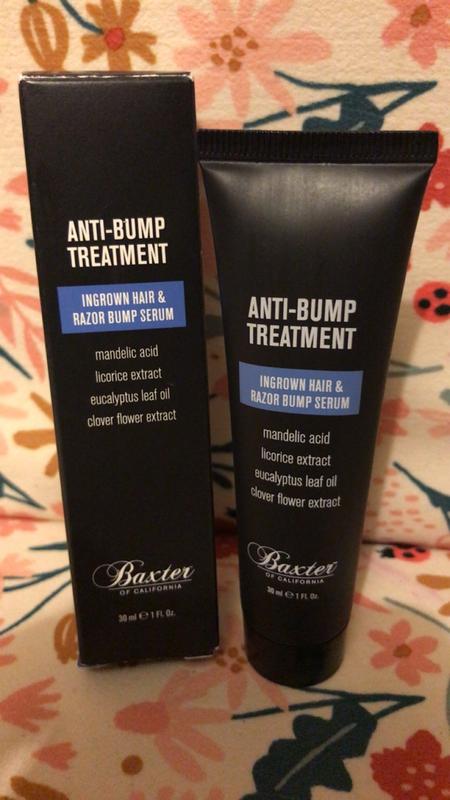 ANTI-BUMP
TREATMENT
INGROWN HAIR &
RAZOR BUMP SERUM
mandelic acid
licorice extract
eucalyptus leaf oil
clover flower extract
Baxter
OF CALIFORNIA
30 ml ℮ 1 Fl. Oz.
ANTI-BUMP
TREATMENT
INGROWN HAIR &
RAZOR BUMP SERUM
mandelic acid
licorice extract
eucalyptus leaf oil
clover flower extract
Baxter
OF CALIFORNIA
30 ml ℮ 1 Fl. Oz.